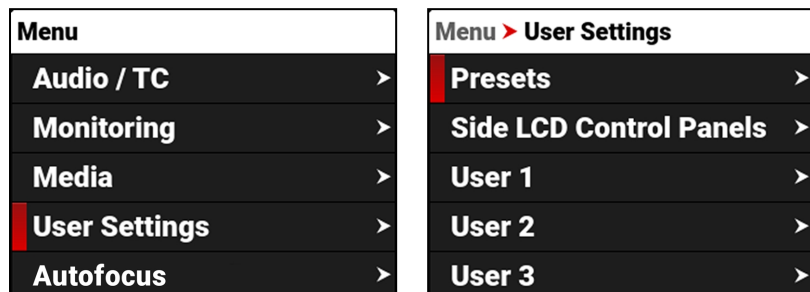 Menu
Audio / TC
Monitoring
Media
User Settings
Autofocus
Menu > User Settings
Presets
Side LCD Control Panels
User 1
User 2
User 3